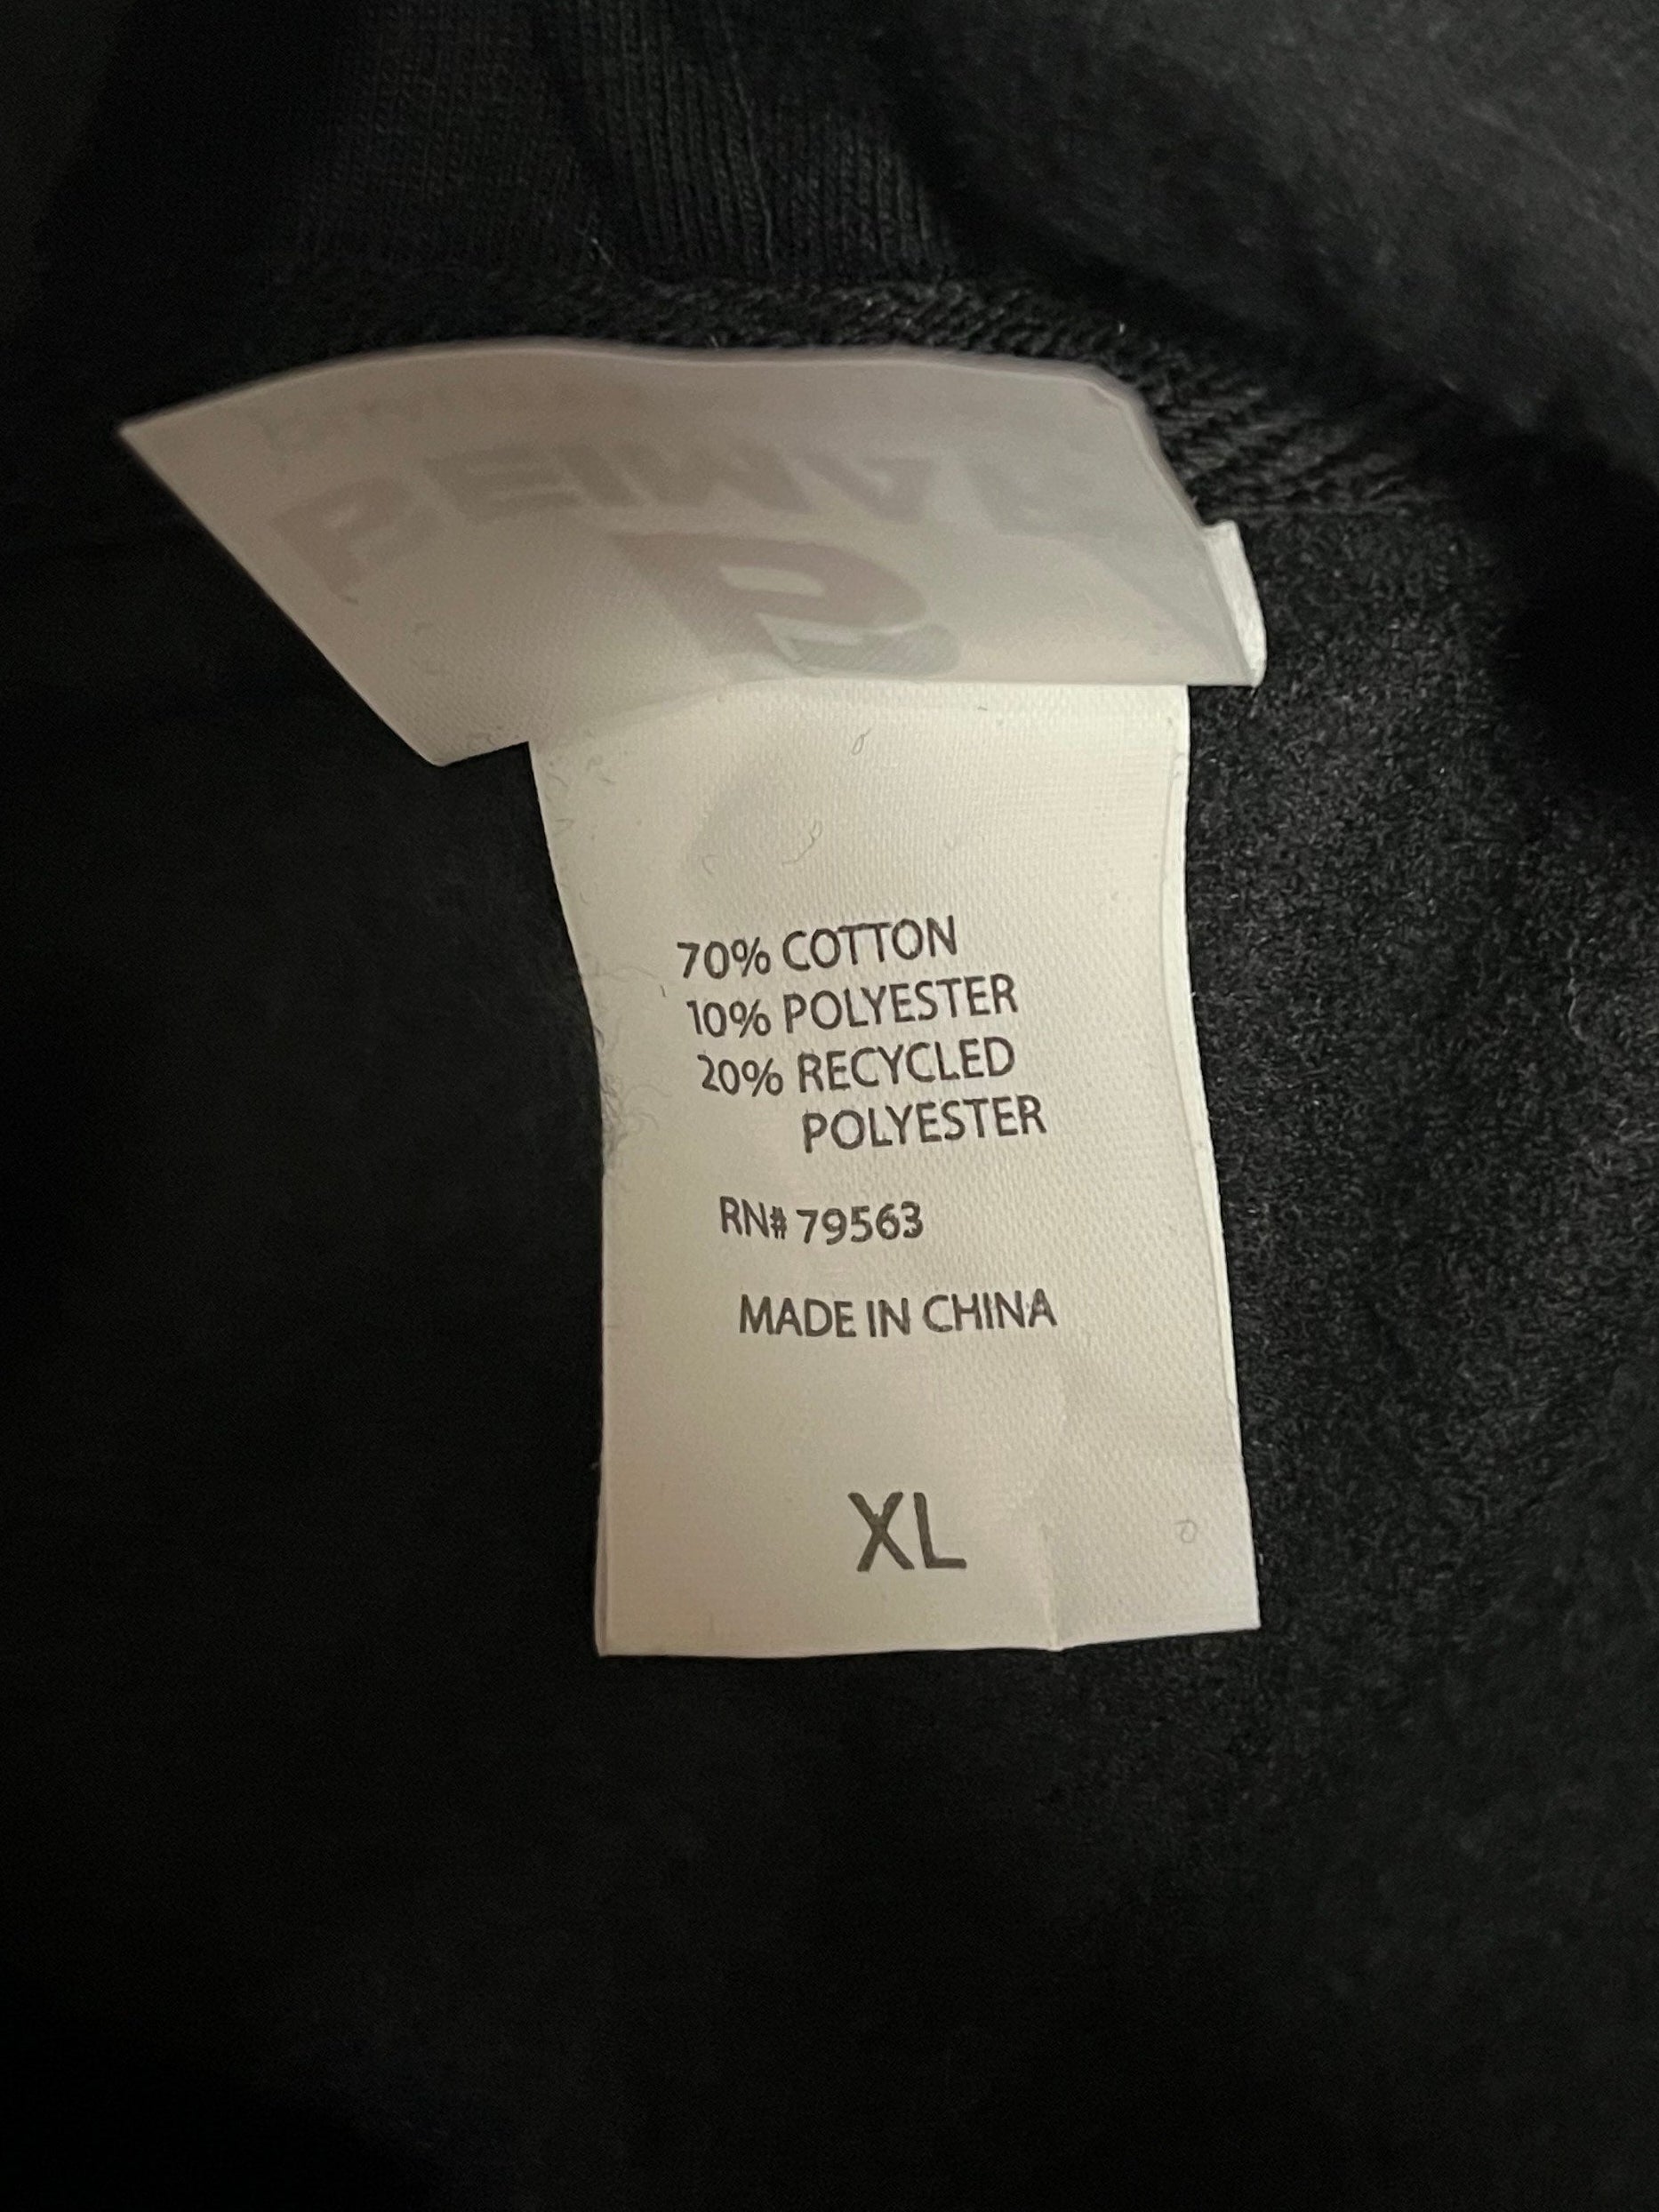 70% COTTON
10% POLYESTER
20% RECYCLED
POLYESTER
RN# 79563
MADE IN CHINA
XL